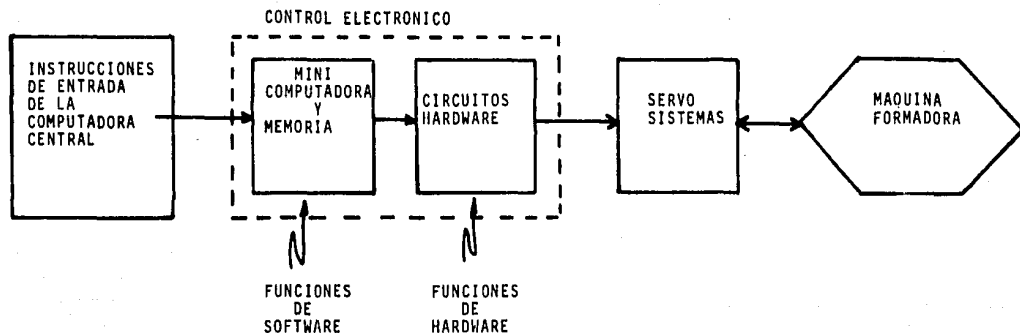 CONTROL ELECTRONICO
INSTRUCCIONES
DE ENTRADA
DE LA
COMPUTADORA
CENTRAL
MINI
COMPUTADORA
Y
MEMORIA
CIRCUITOS
HARDWARE
SERVO
SISTEMAS
MAQUINA
FORMADORA
FUNCIONES
DE
SOFTWARE
FUNCIONES
DE
HARDWARE